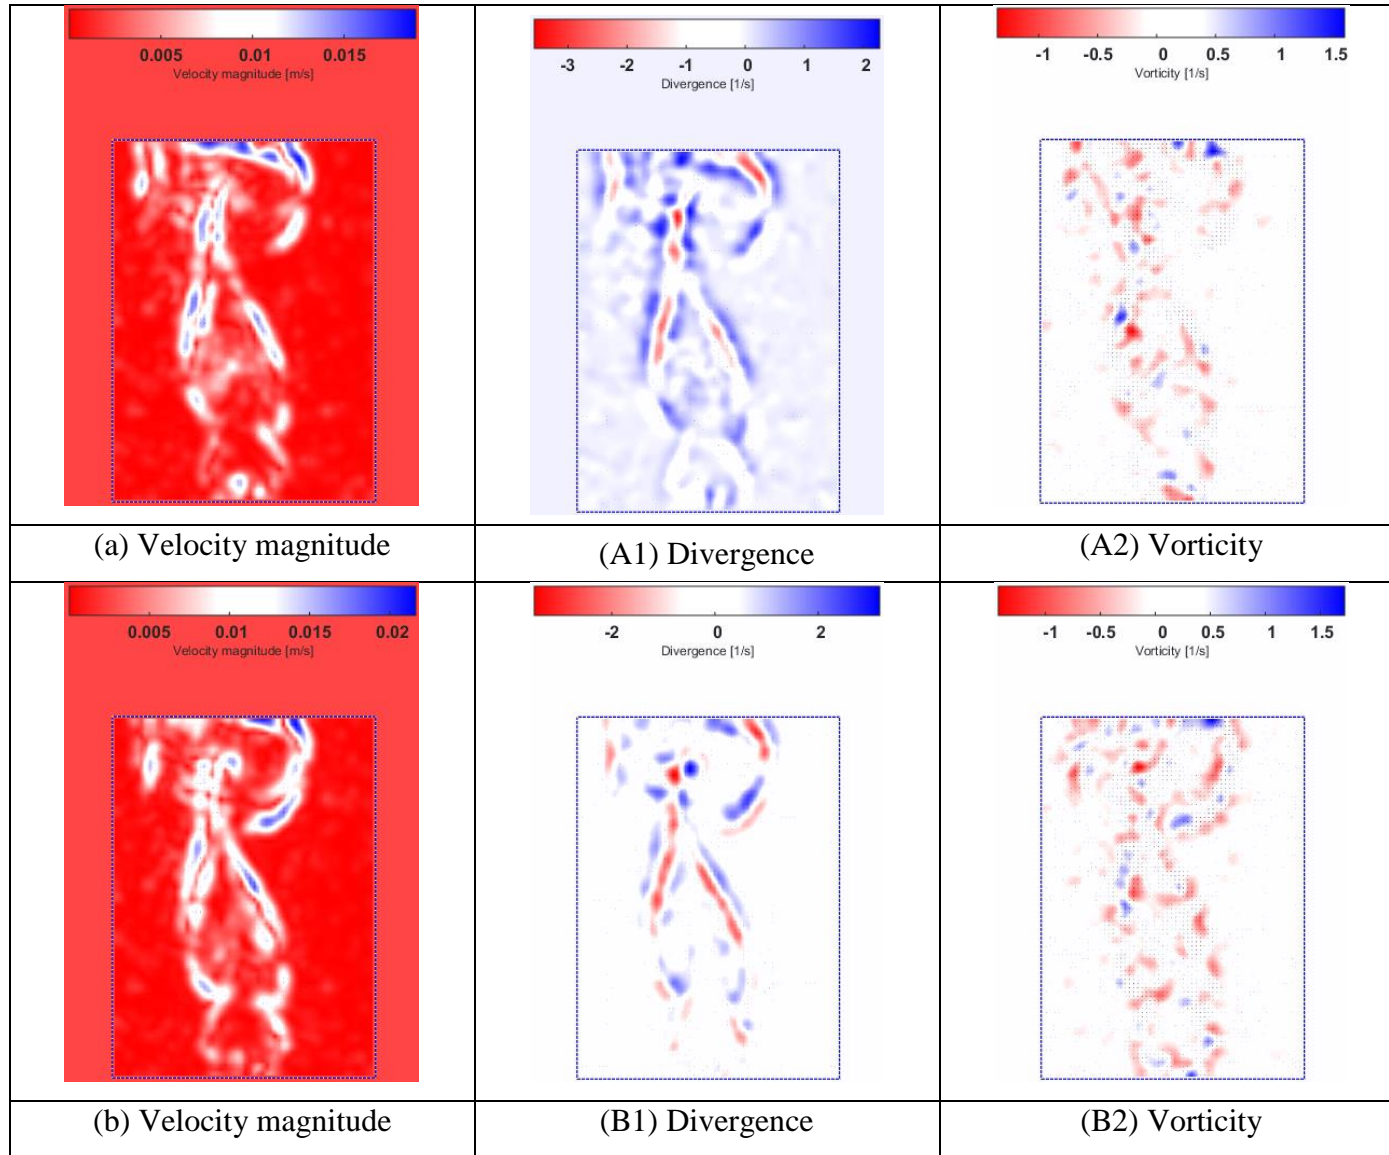 0.005 0.01 0.015
Velocity magnitude [m/s]
-3 -2 -1 0 1 2
Divergence [1/s]
-1 -0.5 0 0.5 1 1.5
Vorticity [1/s]
(a) Velocity magnitude
(A1) Divergence
(A2) Vorticity
0.005 0.01 0.015 0.02
Velocity magnitude [m/s]
-2 0 2
Divergence [1/s]
-1 -0.5 0 0.5 1 1.5
Vorticity [1/s]
(b) Velocity magnitude
(B1) Divergence
(B2) Vorticity